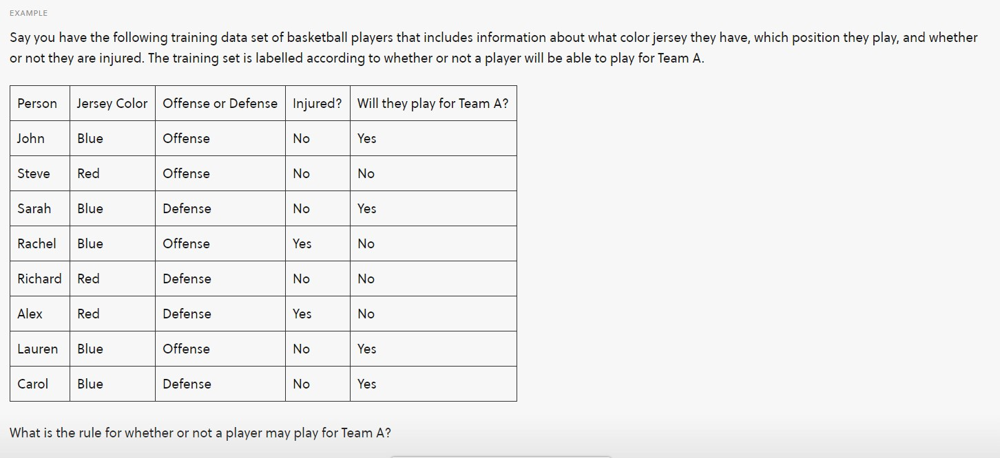 EXAMPLE
Say you have the following training data set of basketball players that includes information about what color jersey they have, which position they play, and whether
or not they are injured. The training set is labelled according to whether or not a player will be able to play for Team A.
Person Jersey Color Offense or Defense Injured? Will they play for Team A?
John Blue Offense No Yes
Steve Red Offense No No
Sarah Blue Defense No Yes
Rachel Blue Offense Yes No
Richard Red Defense No No
Alex Red Defense Yes No
Lauren Blue Offense No Yes
Carol Blue Defense No Yes
What is the rule for whether or not a player may play for Team A?